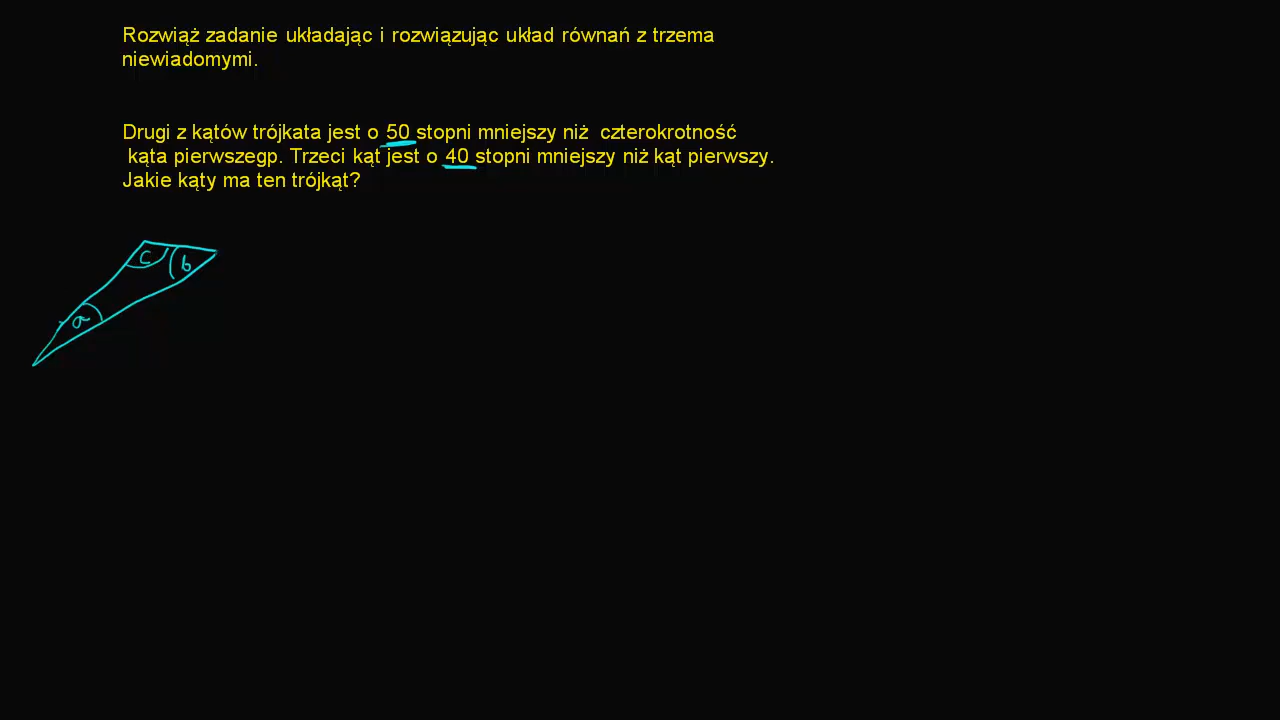 Rozwiąż zadanie układając i rozwiązując układ równań z trzema
niewiadomymi.
Drugi z kątów trójkata jest o 50 stopni mniejszy niż czterokrotność
kąta pierwszegp. Trzeci kąt jest o 40 stopni mniejszy niż kąt pierwszy.
Jakie kąty ma ten trójkąt?
c b
a